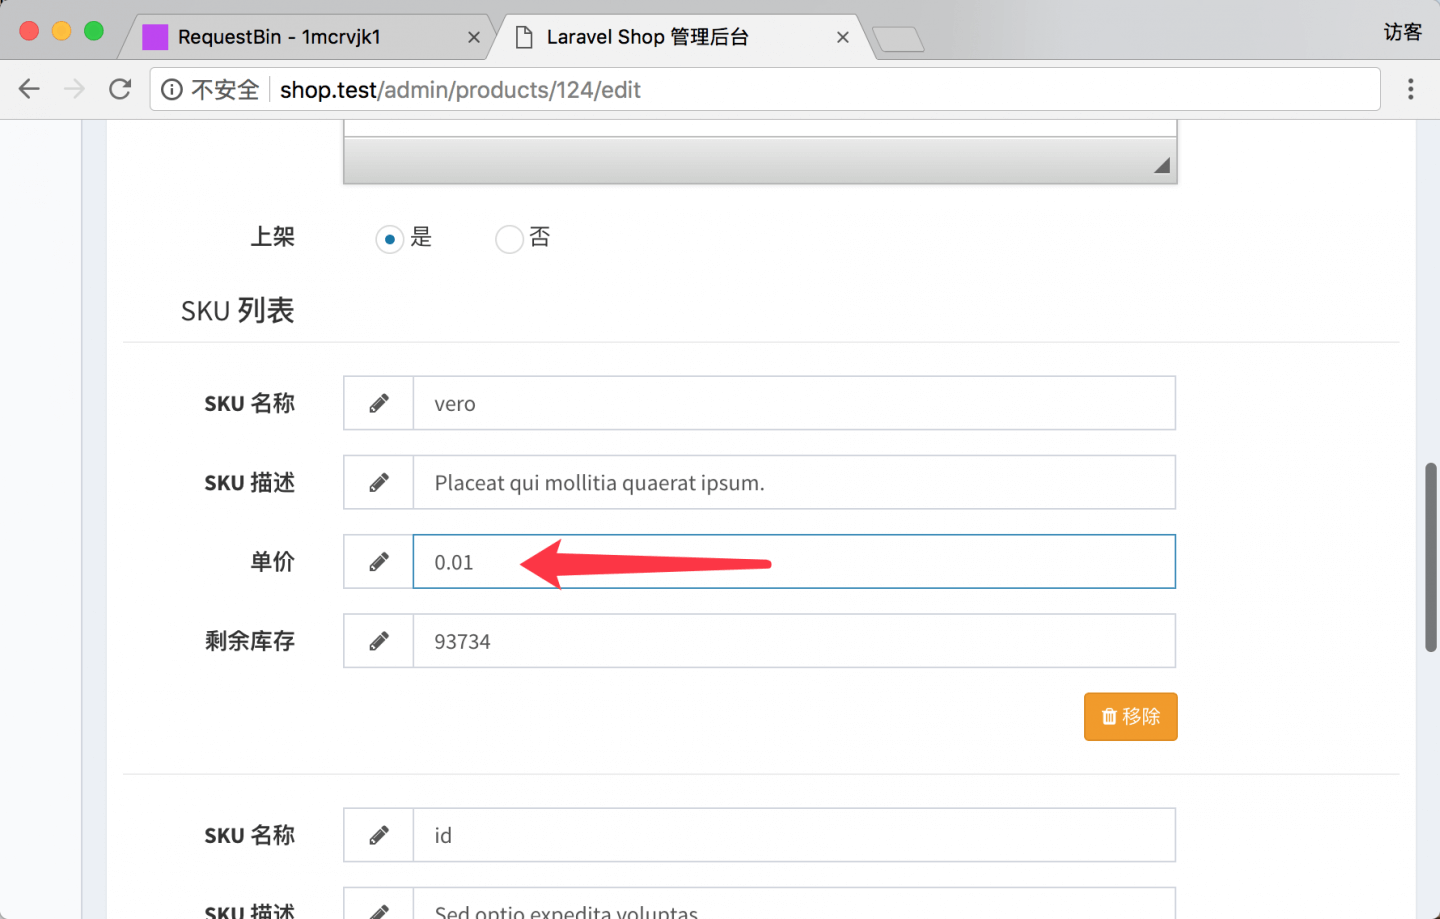 RequestBin - 1mcrvjk1
Laravel Shop 管理后台
访客
不安全
shop.test/admin/products/124/edit
上架
是
否
SKU 列表
SKU 名称
vero
SKU 描述
Placeat qui mollitia quaerat ipsum.
单价
0.01
剩余库存
93734
移除
SKU 名称
id
SKU 描述
Sed optio expedita voluptas